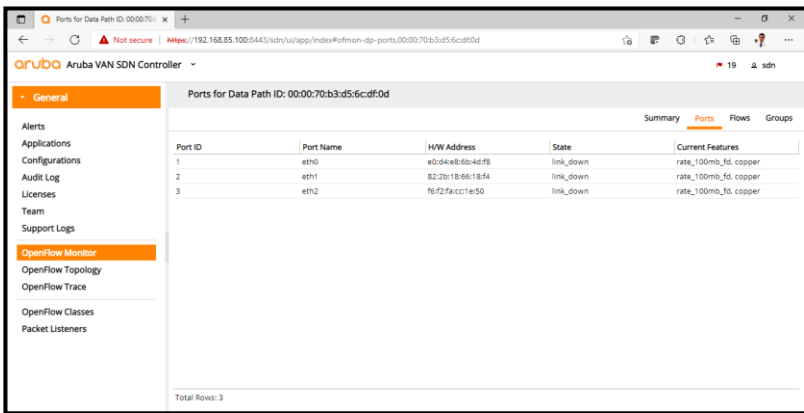 Ports for Data Path ID: 00:00:70:b
Not secure | https://192.168.85.100:8443/sdn/ui/app/index#ofmon-dp-ports,00:00:70:b3:d5:6c:df:0d
aruba Aruba VAN SDN Controller
19 sdn
General
Ports for Data Path ID: 00:00:70:b3:d5:6c:df:0d
Summary Ports Flows Groups
Alerts
Applications
Configurations
Audit Log
Licenses
Team
Support Logs
OpenFlow Monitor
OpenFlow Topology
OpenFlow Trace
OpenFlow Classes
Packet Listeners
Port ID Port Name H/W Address State Current Features
1 eth0 e0:d4:e8:6b:4d:f8 link_down rate_100mb_fd, copper
2 eth1 82:2b:18:66:18:f4 link_down rate_100mb_fd, copper
3 eth2 f6:f2:fa:cc:1e:50 link_down rate_100mb_fd, copper
Total Rows: 3